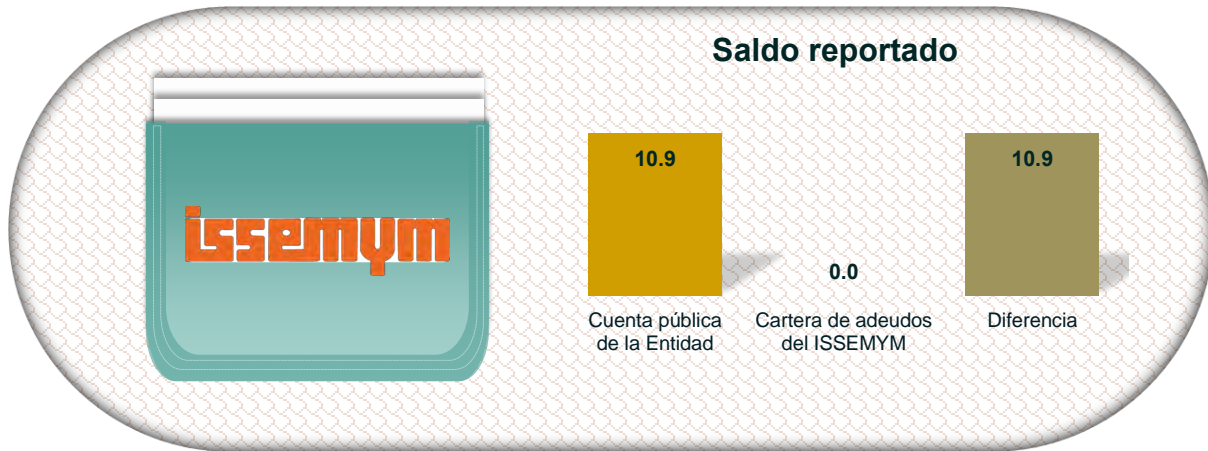 Saldo reportado
issemym
10.9
0.0
10.9
Cuenta pública
de la Entidad
Cartera de adeudos
del ISSEMYM
Diferencia